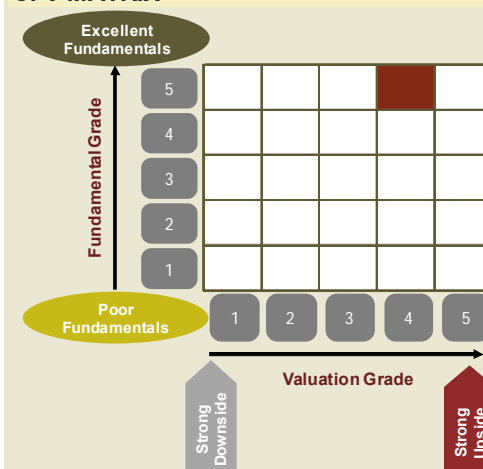 Excellent
Fundamentals
Fundamental Grade
5
4
3
2
1
Poor
Fundamentals
1
2
3
4
5
Valuation Grade
Strong
Downside
Strong
Upside